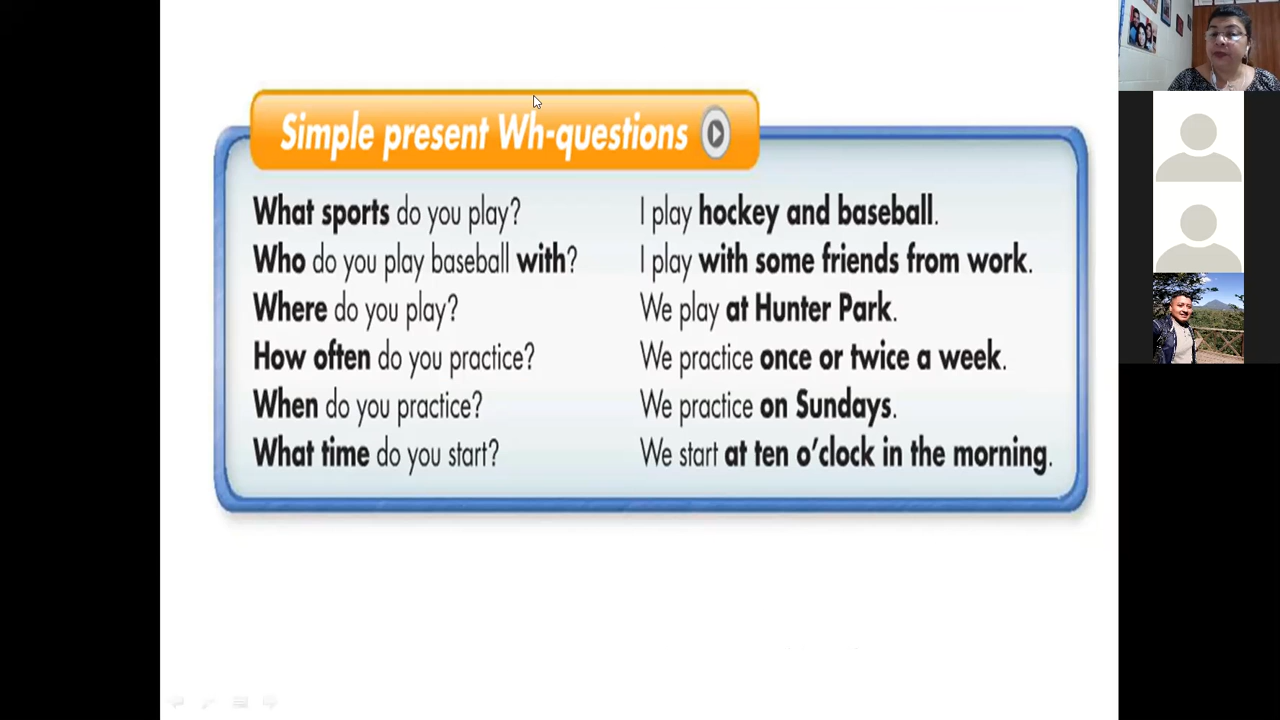 Simple present Wh-questions
What sports do you play? I play hockey and baseball.
Who do you play baseball with? I play with some friends from work.
Where do you play? We play at Hunter Park.
How often do you practice? We practice once or twice a week.
When do you practice? We practice on Sundays.
What time do you start? We start at ten o’clock in the morning.